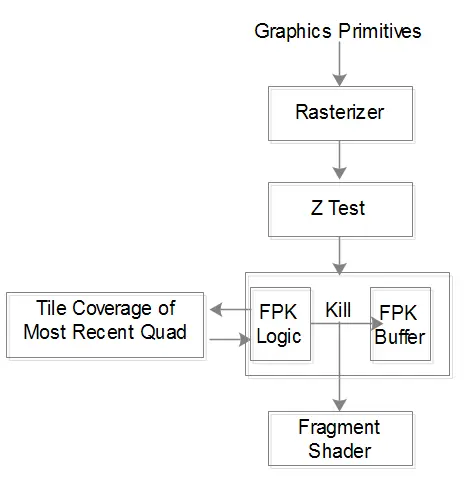 Graphics Primitives
Rasterizer
Z Test
Tile Coverage of
Most Recent Quad
FPK
Logic
Kill
FPK
Buffer
Fragment
Shader